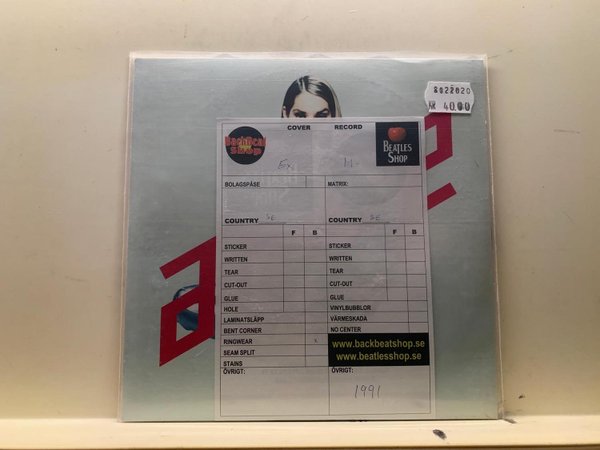 8022020
KR 40.00
COVER RECORD
BackBeat
Shop
BEATLES
SHOP
Ex
M-
BOLAGSPÅSE MATRIX:
COUNTRY SE COUNTRY SE
F B F B
STICKER STICKER
WRITTEN WRITTEN
TEAR TEAR
CUT-OUT CUT-OUT
GLUE GLUE
HOLE VINYLBUBBLOR
LAMINATSLÄPP VÄRMESKADA
BENT CORNER NO CENTER
RINGWEAR x
SEAM SPLIT
STAINS
www.backbeatshop.se
www.beatlesshop.se
ÖVRIGT: ÖVRIGT:
1991